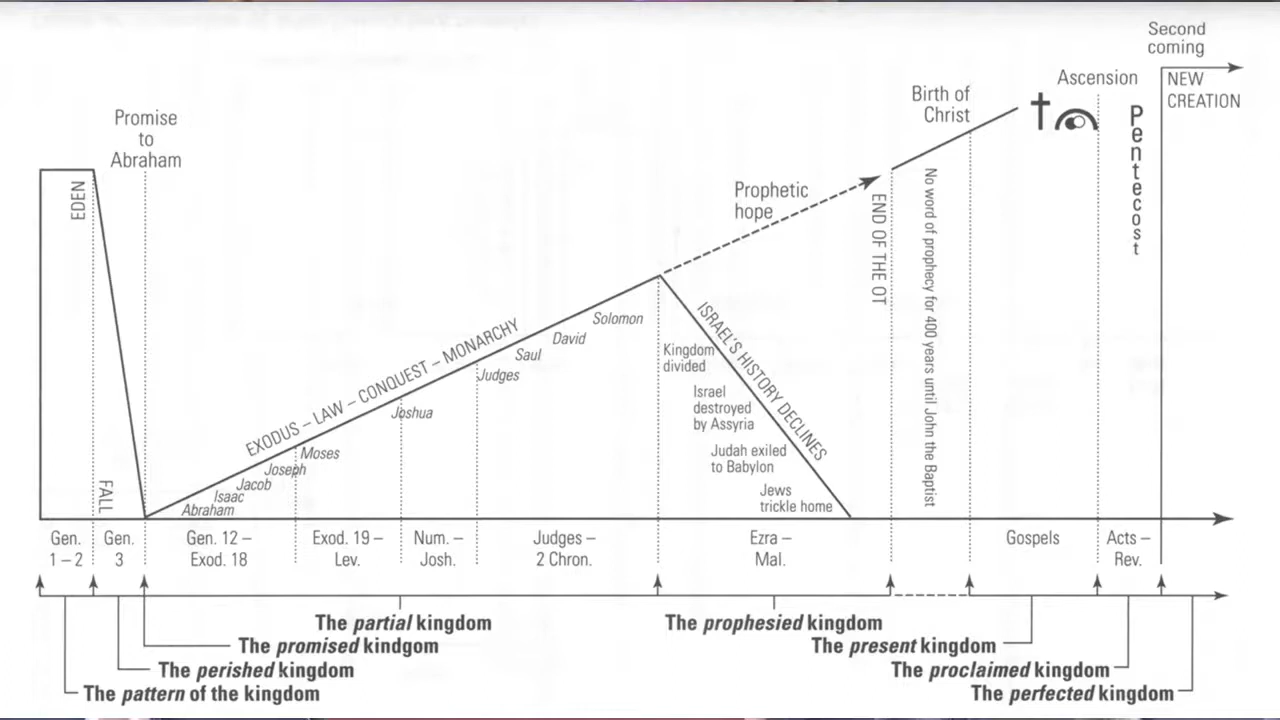 Second
coming
Ascension
NEW
CREATION
Birth of
Christ
Pentecost
Promise
to
Abraham
EDEN
FALL
Prophetic
hope
END OF THE OT
No word of prophecy for 400 years until John the Baptist
EXODUS – LAW – CONQUEST – MONARCHY
Solomon
David
Saul
Judges
Joshua
Moses
Joseph
Jacob
Isaac
Abraham
ISRAEL'S HISTORY DECLINES
Kingdom
divided
Israel
destroyed
by Assyria
Judah exiled
to Babylon
Jews
trickle home
Gen.
1 – 2
Gen.
3
Gen. 12 –
Exod. 18
Exod. 19 –
Lev.
Num. –
Josh.
Judges –
2 Chron.
Ezra –
Mal.
Gospels
Acts –
Rev.
The partial kingdom
The promised kindgom
The perished kingdom
The pattern of the kingdom
The prophesied kingdom
The present kingdom
The proclaimed kingdom
The perfected kingdom